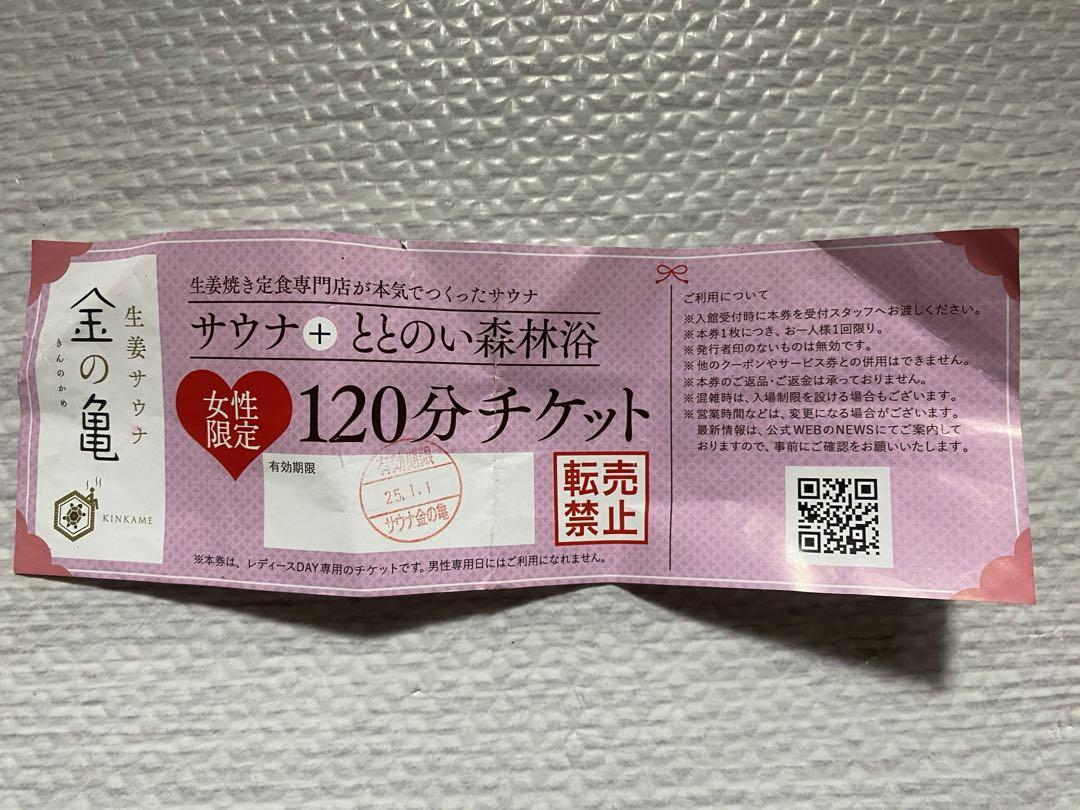 生姜サウナ
金の亀
きんのかめ
KINKAME
生姜焼き定食専門店が本気でつくったサウナ
サウナ+ととのい森林浴
女性
限定
120分チケット
有効期限
有効期限
25.1.1
サウナ金の亀
転売
禁止
※本券は、レディースDAY専用のチケットです。男性専用日にはご利用になれません。
ご利用について
※入館受付時に本券を受付スタッフへお渡しください。
※本券1枚につき、お一人様1回限り。
※発行者印のないものは無効です。
※他のクーポンやサービス券との併用はできません。
※本券のご返品・ご返金は承っておりません。
※混雑時は、入場制限を設ける場合もございます。
※営業時間などは、変更になる場合がございます。
最新情報は、公式WEBのNEWSにてご案内して
おりますので、事前にご確認をお願いいたします。